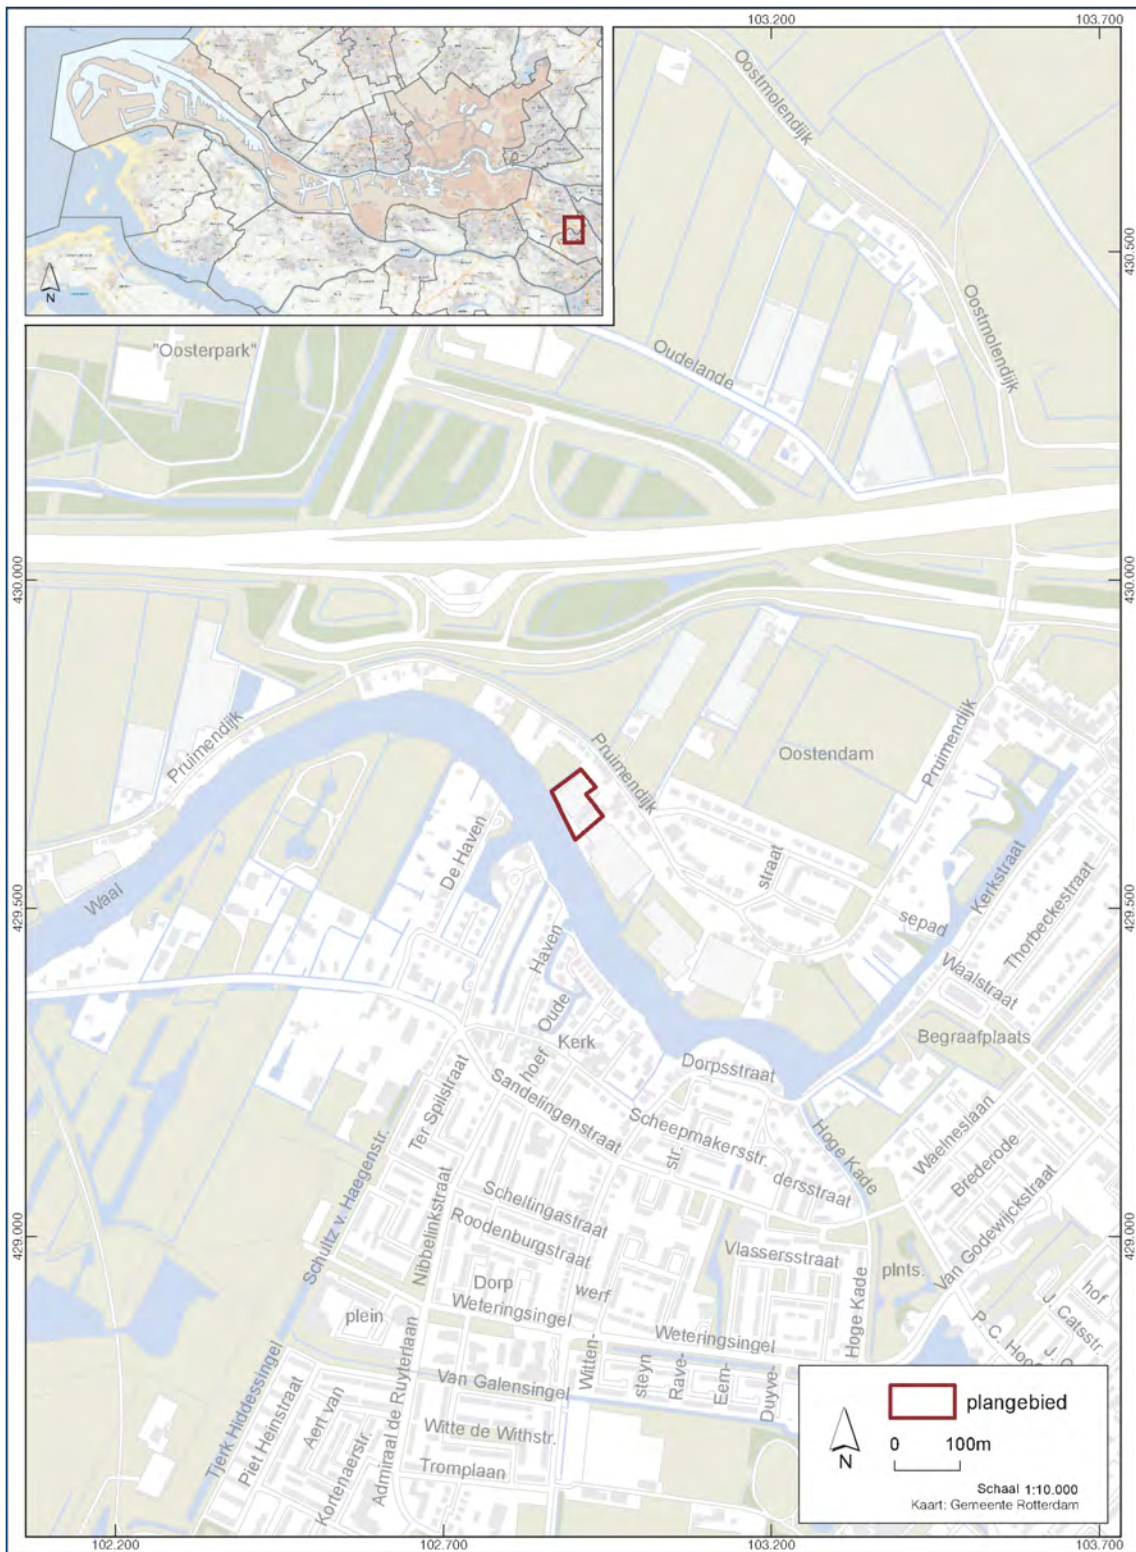 103.200
103.700
Oostmolendijk
430.500
430.500
N
Oostmolendijk
"Oosterpark"
Oudelande
430.000
430.000
Pruimendijk
Pruimendijk
Pruimendijk
Oostendam
De Haven
straat
Kerkstraat
Thorbeckestraat
Waal
429.500
429.500
sepad
Waalstraat
Haven
Oude
hoef
Kerk
Begraafplaats
Dorpsstraat
Sandelingenstraat
Ter Spilstraat
Scheepmakersstr.
Hoge Kade
Waelneslaan
Brederode
str.
dersstraat
Schultz v. Haegenstr.
Nibbelinkstraat
Schellingastraat
Roodenburgstraat
Van Godewijckstraat
429.000
429.000
Vlassersstraat
plnts.
hof
J. Catsstr.
J. C
P. C. Hoof
Dorp
werf
plein
Weteringsingel
Weteringsingel
Hoge Kade
Witten-
steyn
Rave-
Eem-
Duyve-
Tjerk Hiddessingel
Piet Heinstraat
Aert van
Kortenaerstr.
Admiraal de Ruyterlaan
Van Galensingel
Witte de Withstr.
Tromplaan
plangebied
N
0 100m
Schaal 1:10.000
Kaart: Gemeente Rotterdam
102.200
102.700
103.200
103.700